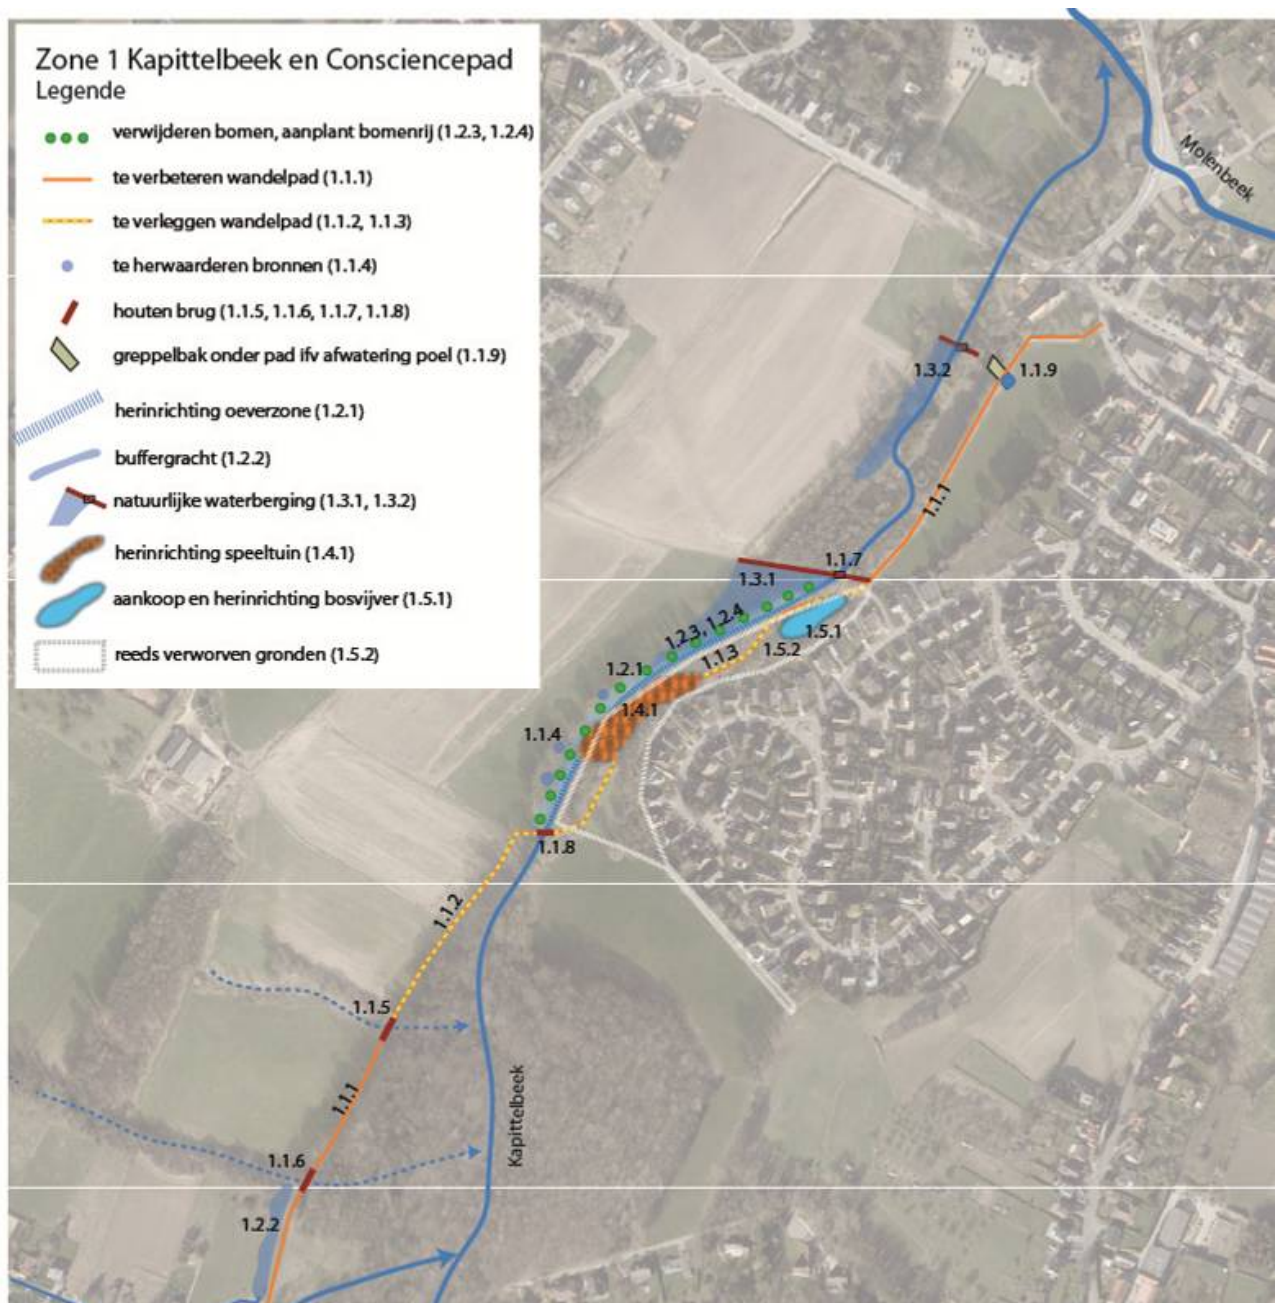 Zone 1 Kapittelbeek en Consciencepad
Legende
verwijderen bomen, aanplant bomenrij (1.2.3, 1.2.4)
te verbeteren wandelpad (1.1.1)
te verleggen wandelpad (1.1.2, 1.1.3)
te herwaarderen bronnen (1.1.4)
houten brug (1.1.5, 1.1.6, 1.1.7, 1.1.8)
greppelbak onder pad ifv afwatering poel (1.1.9)
herinrichting oeverzone (1.2.1)
buffergracht (1.2.2)
natuurlijke waterberging (1.3.1, 1.3.2)
herinrichting speeltuin (1.4.1)
aankoop en herinrichting bosvijver (1.5.1)
reeds verworven gronden (1.5.2)
Molenbeek
1.3.2
1.1.9
1.1.1
1.1.7
1.3.1
1.2.3, 1.2.4
1.5.1
1.5.2
1.1.3
1.2.1
1.4.1
1.1.4
1.1.8
1.1.2
1.1.5
1.1.1
Kapittelbeek
1.1.6
1.2.2